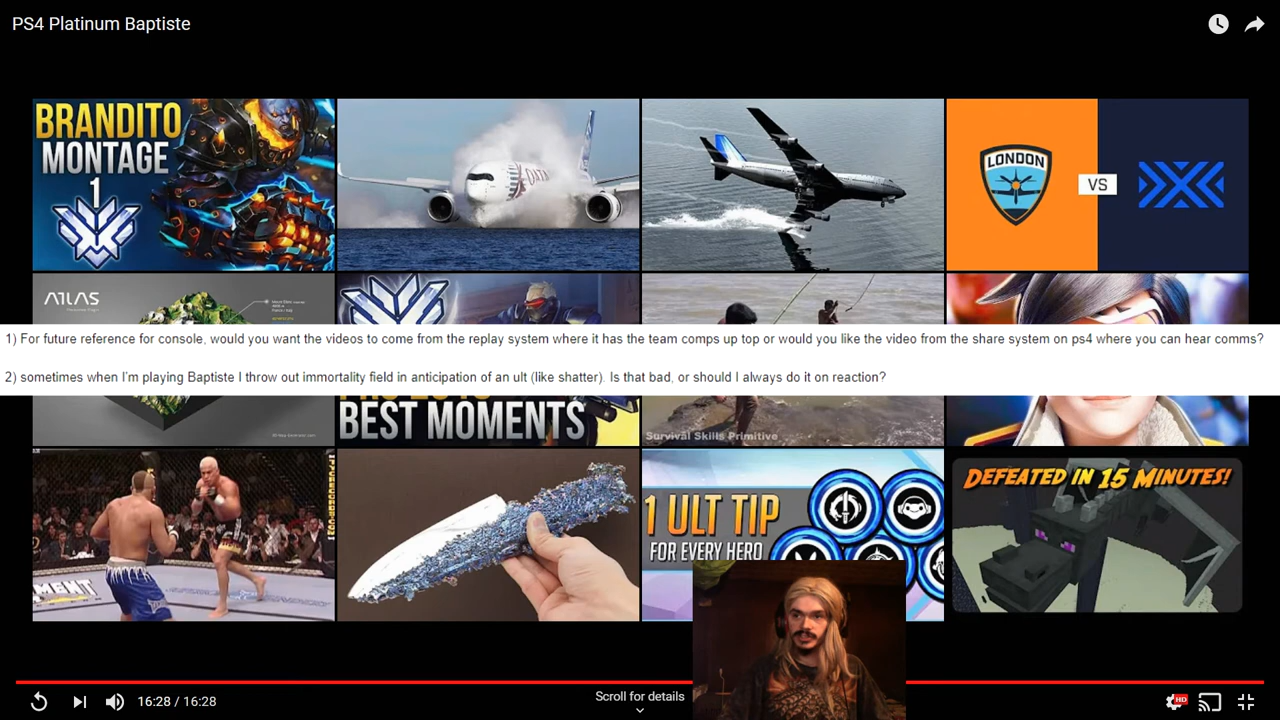 PS4 Platinum Baptiste
BRANDITO
MONTAGE
1
LONDON
VS
ATLAS
1) For future reference for console, would you want the videos to come from the replay system where it has the team comps up top or would you like the video from the share system on ps4 where you can hear comms?
2) sometimes when I'm playing Baptiste I throw out immortality field in anticipation of an ult (like shatter). Is that bad, or should I always do it on reaction?
BEST MOMENTS
Survival Skills Primitive
1 ULT TIP
FOR EVERY HERO
DEFEATED IN 15 MINUTES!
16:28 / 16:28
Scroll for details
HD